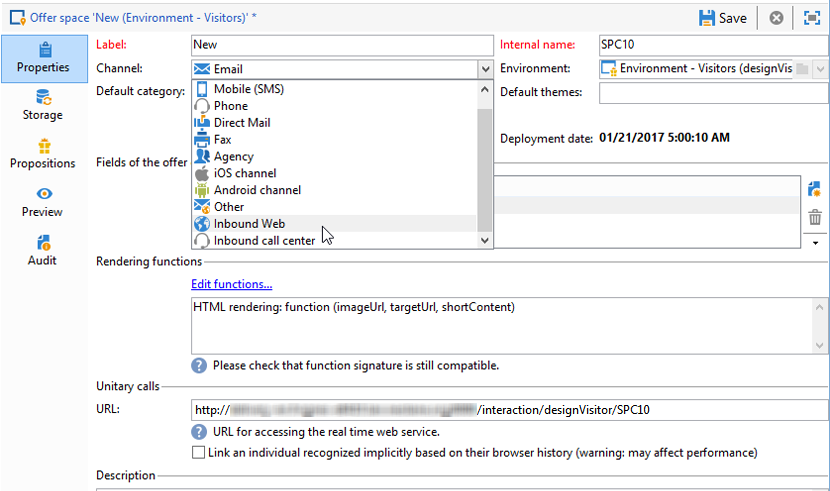 Offer space 'New (Environment - Visitors)' *
Save
Properties
Storage
Propositions
Preview
Audit
Label: New
Internal name: SPC10
Channel: Email
Environment: Environment - Visitors (designVis
Default category:
Default themes:
Mobile (SMS)
Phone
Direct Mail
Fax
Agency
iOS channel
Android channel
Other
Inbound Web
Inbound call center
Deployment date: 01/21/2017 5:00:10 AM
Fields of the offer
Rendering functions
Edit functions...
HTML rendering: function (imageUrl, targetUrl, shortContent)
Please check that function signature is still compatible.
Unitary calls
URL: http:// /interaction/designVisitor/SPC10
URL for accessing the real time web service.
Link an individual recognized implicitly based on their browser history (warning: may affect performance)
Description